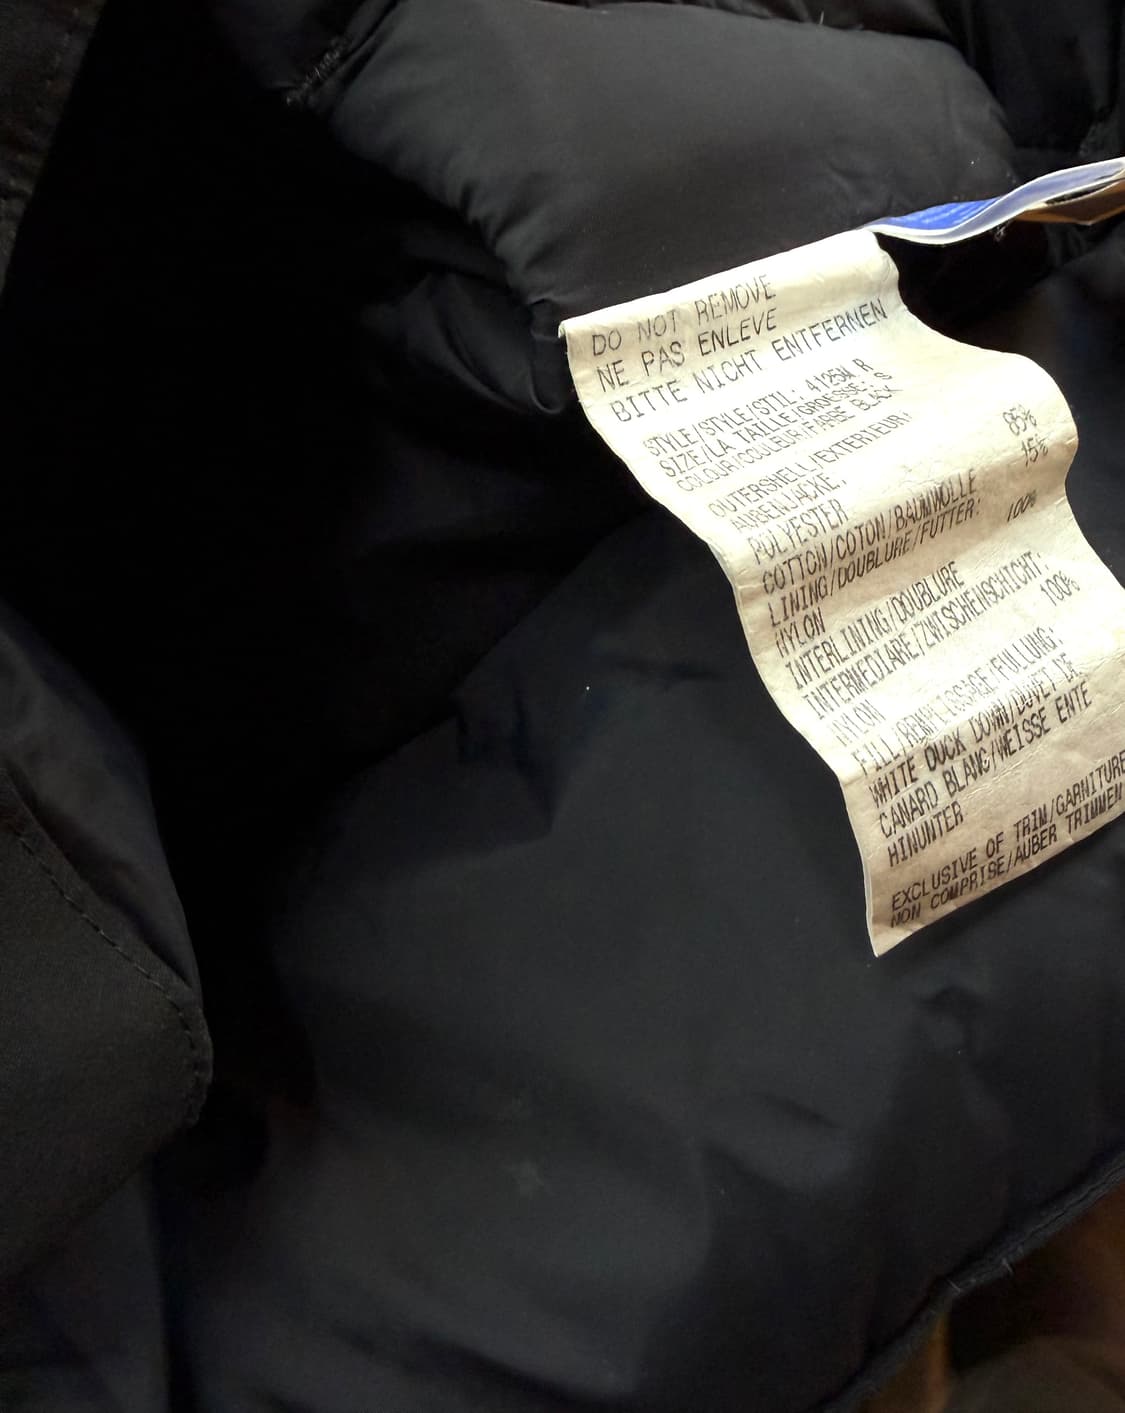 DO NOT REMOVE
NE PAS ENLEVE
BITTE NICHT ENTFERNEN
STYLE/STYLE/STIL: 4125M R
SIZE/LA TAILLE/GROESSE: S
COLOUR/COULEUR/FARBE BLACK
OUTERSHELL/EXTERIEUR/
AUBENJACKE:
POLYESTER 85%
COTTON/COTON/BAUMWOLLE 15%
LINING/DOUBLURE/FUTTER:
NYLON 100%
INTERLINING/DOUBLURE
INTERMEDIARE/ZWISCHENSCHICHT:
NYLON 100%
FILL/REMPLISSAGE/FULLUNG:
WHITE DUCK DOWN/DUVET DE
CANARD BLANC/WEISSE ENTE
HINUNTER
EXCLUSIVE OF TRIM/GARNITURE
NON COMPRISE/AUBER TRIMMEN